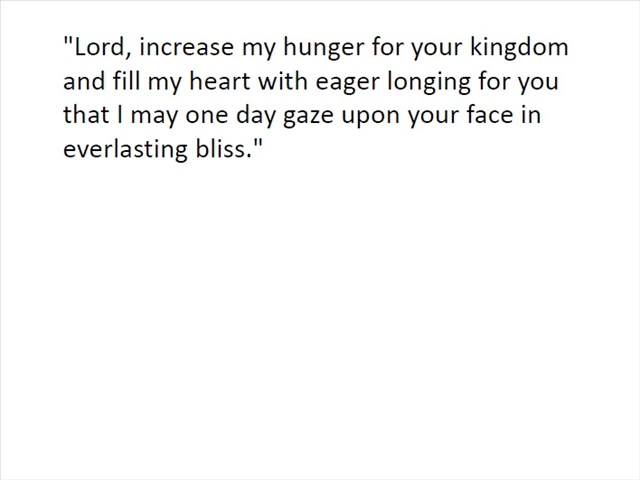 "Lord, increase my hunger for your kingdom
and fill my heart with eager longing for you
that I may one day gaze upon your face in
everlasting bliss."